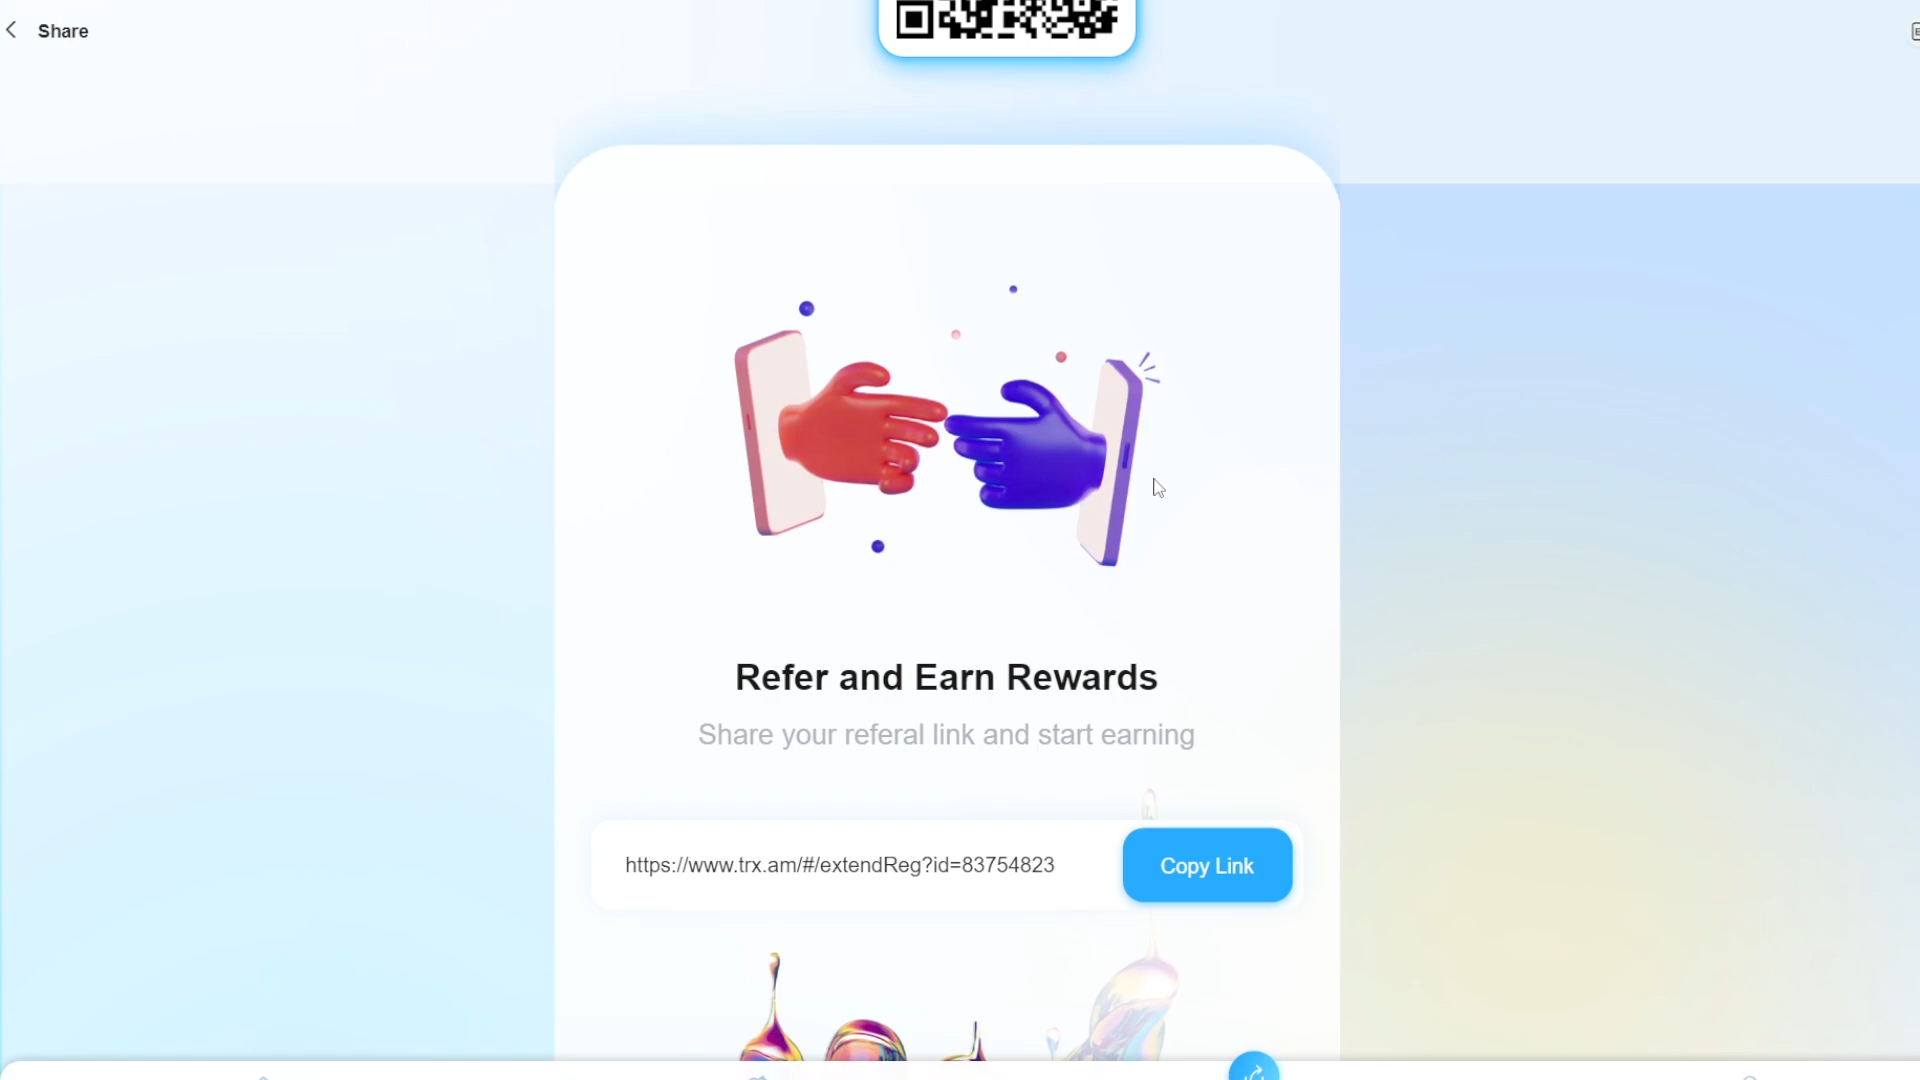 Share
Refer and Earn Rewards
Share your referal link and start earning
https://www.trx.am/#/extendReg?id=83754823
Copy Link